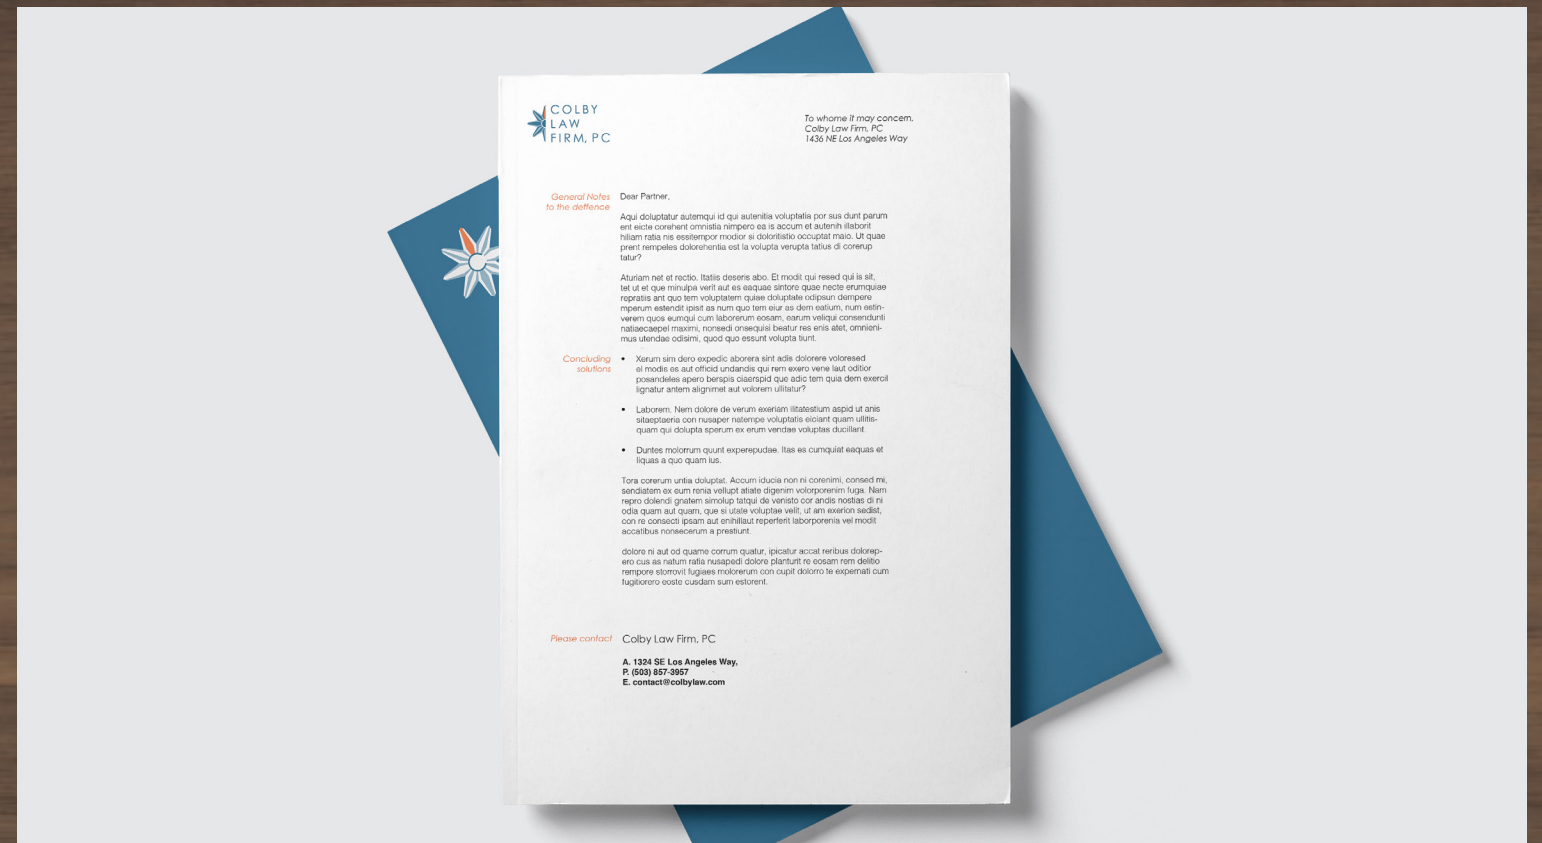 COLBY
LAW
FIRM, PC
To whome it may concern,
Colby Law Firm, PC
1436 NE Los Angeles Way
General Notes
to the deffence
Dear Partner,
Aqui doluptatur autemqui id qui autenitia voluptatia por sus dunt parum
ent eicte corehent omnistia nimpero ea is accum et autenih illaborit
hiliam ratia nis essitempor modior si doloritistio occuptat maio. Ut quae
prent rempeles dolorehentia est la volupta verupta tatius di corerup
tatur?
Aturiam net et rectio. Itatiis deseris abo. Et modit qui resed qui is sit,
tet ut et que minulpa verit aut es eaquae sintore quae necte erumquiae
repratiis ant quo tem voluptatem quiae doluptate odipsun dempere
mperum estendit ipisit as num quo tem eiur as dem eatium, num estin-
verem quos eumqui cum laborerum eosam, earum veliqui consendunti
natiaecaepel maximi, nonsedi onsequisi beatur res enis atet, omnieni-
mus utendae odisimi, quod quo essunt volupta tiunt.
Concluding
solutions
• Xerum sim dero expedic aborera sint adis dolorere voloresed
el modis es aut officid undandis qui rem exero vene laut oditior
posandeles apero berspis ciaerspid que adic tem quia dem exercil
lignatur antem alignimet aut volorem ullitatur?
• Laborem. Nem dolore de verum exeriam ilitatestium aspid ut anis
sitaeptaeria con nusaper natempe voluptatis eiciant quam ullitis-
quam qui dolupta sperum ex erum vendae voluptas ducillant
• Duntes molorrum quunt experepudae. Itas es cumquiat eaquas et
liquas a quo quam ius.
Tora corerum untia doluptat. Accum iducia non ni corenimi, consed mi,
sendiatem ex eum renia vellupt atiate digenim volorporenim fuga. Nam
repro dolendi gnatem simolup tatqui de venisto cor andis nostias di ni
odia quam aut quam, que si utate voluptae velit, ut am exerion sedist,
con re consecti ipsam aut enihillaut reperferit laborporenia vel modit
accatibus nonsecerum a prestiunt.
dolore ni aut od quame corrum quatur, ipicatur accat reribus dolorep-
ero cus as natum ratia nusapedi dolore planturit re eosam rem delitio
rempore storrovit fugiaes molorerum con cupit dolorro te expernati cum
fugitiorero eoste cusdam sum estorent.
Please contact
Colby Law Firm, PC
A. 1324 SE Los Angeles Way,
P. (503) 857-3957
E. contact@colbylaw.com